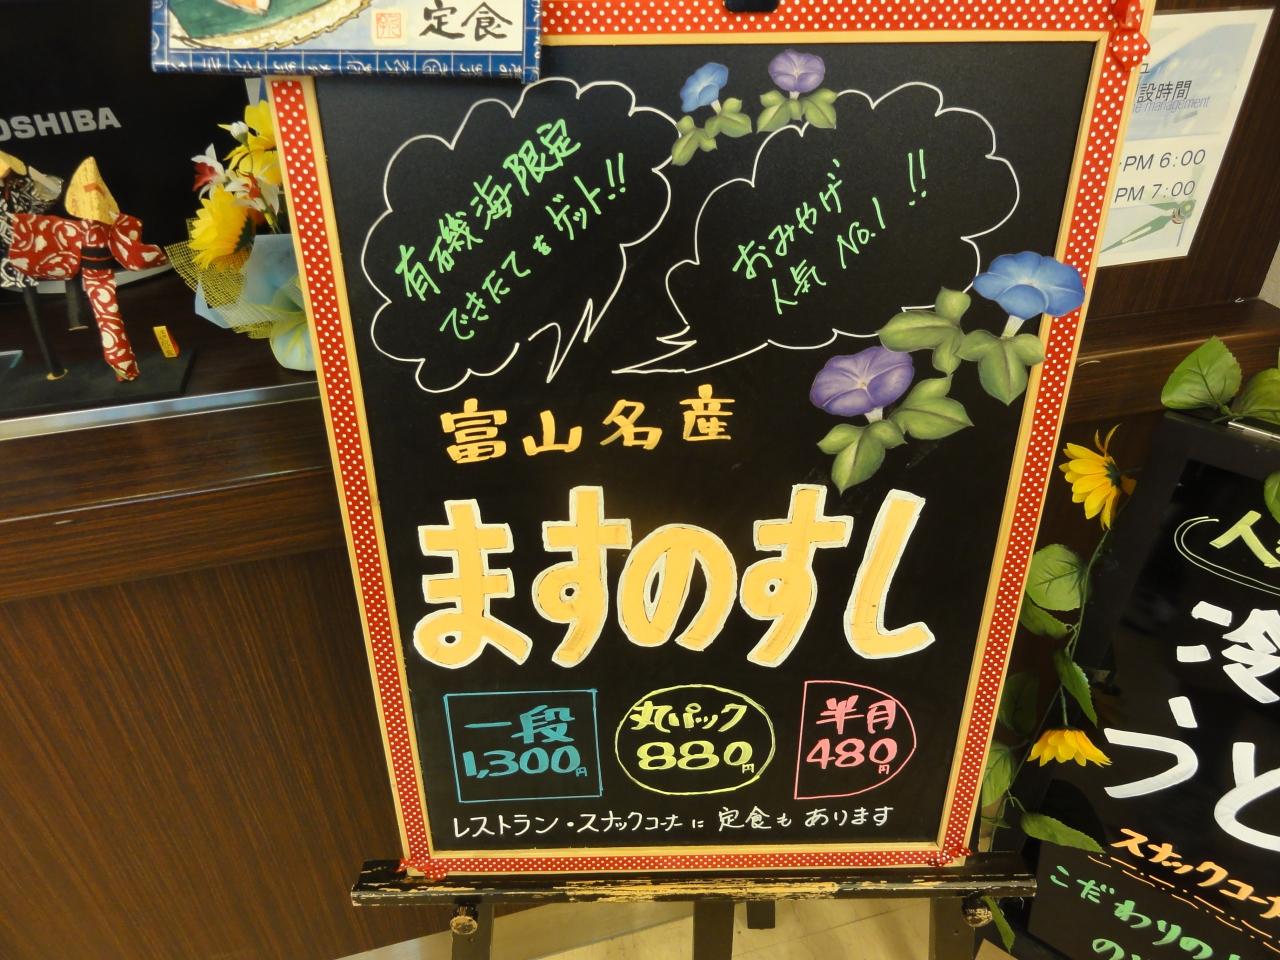 定食
OSHIBA
設時間
PM 6:00
PM 7:00
有磯海限定
できたてをゲット!!
おみやげ
人気 No.1 !!
富山名産
ますのすし
一段
1,300円
丸パック
880円
半月
480円
レストラン・スナックコーナーに 定食も あります
人
冷
うど
スナックコーナ
こだわりの
の